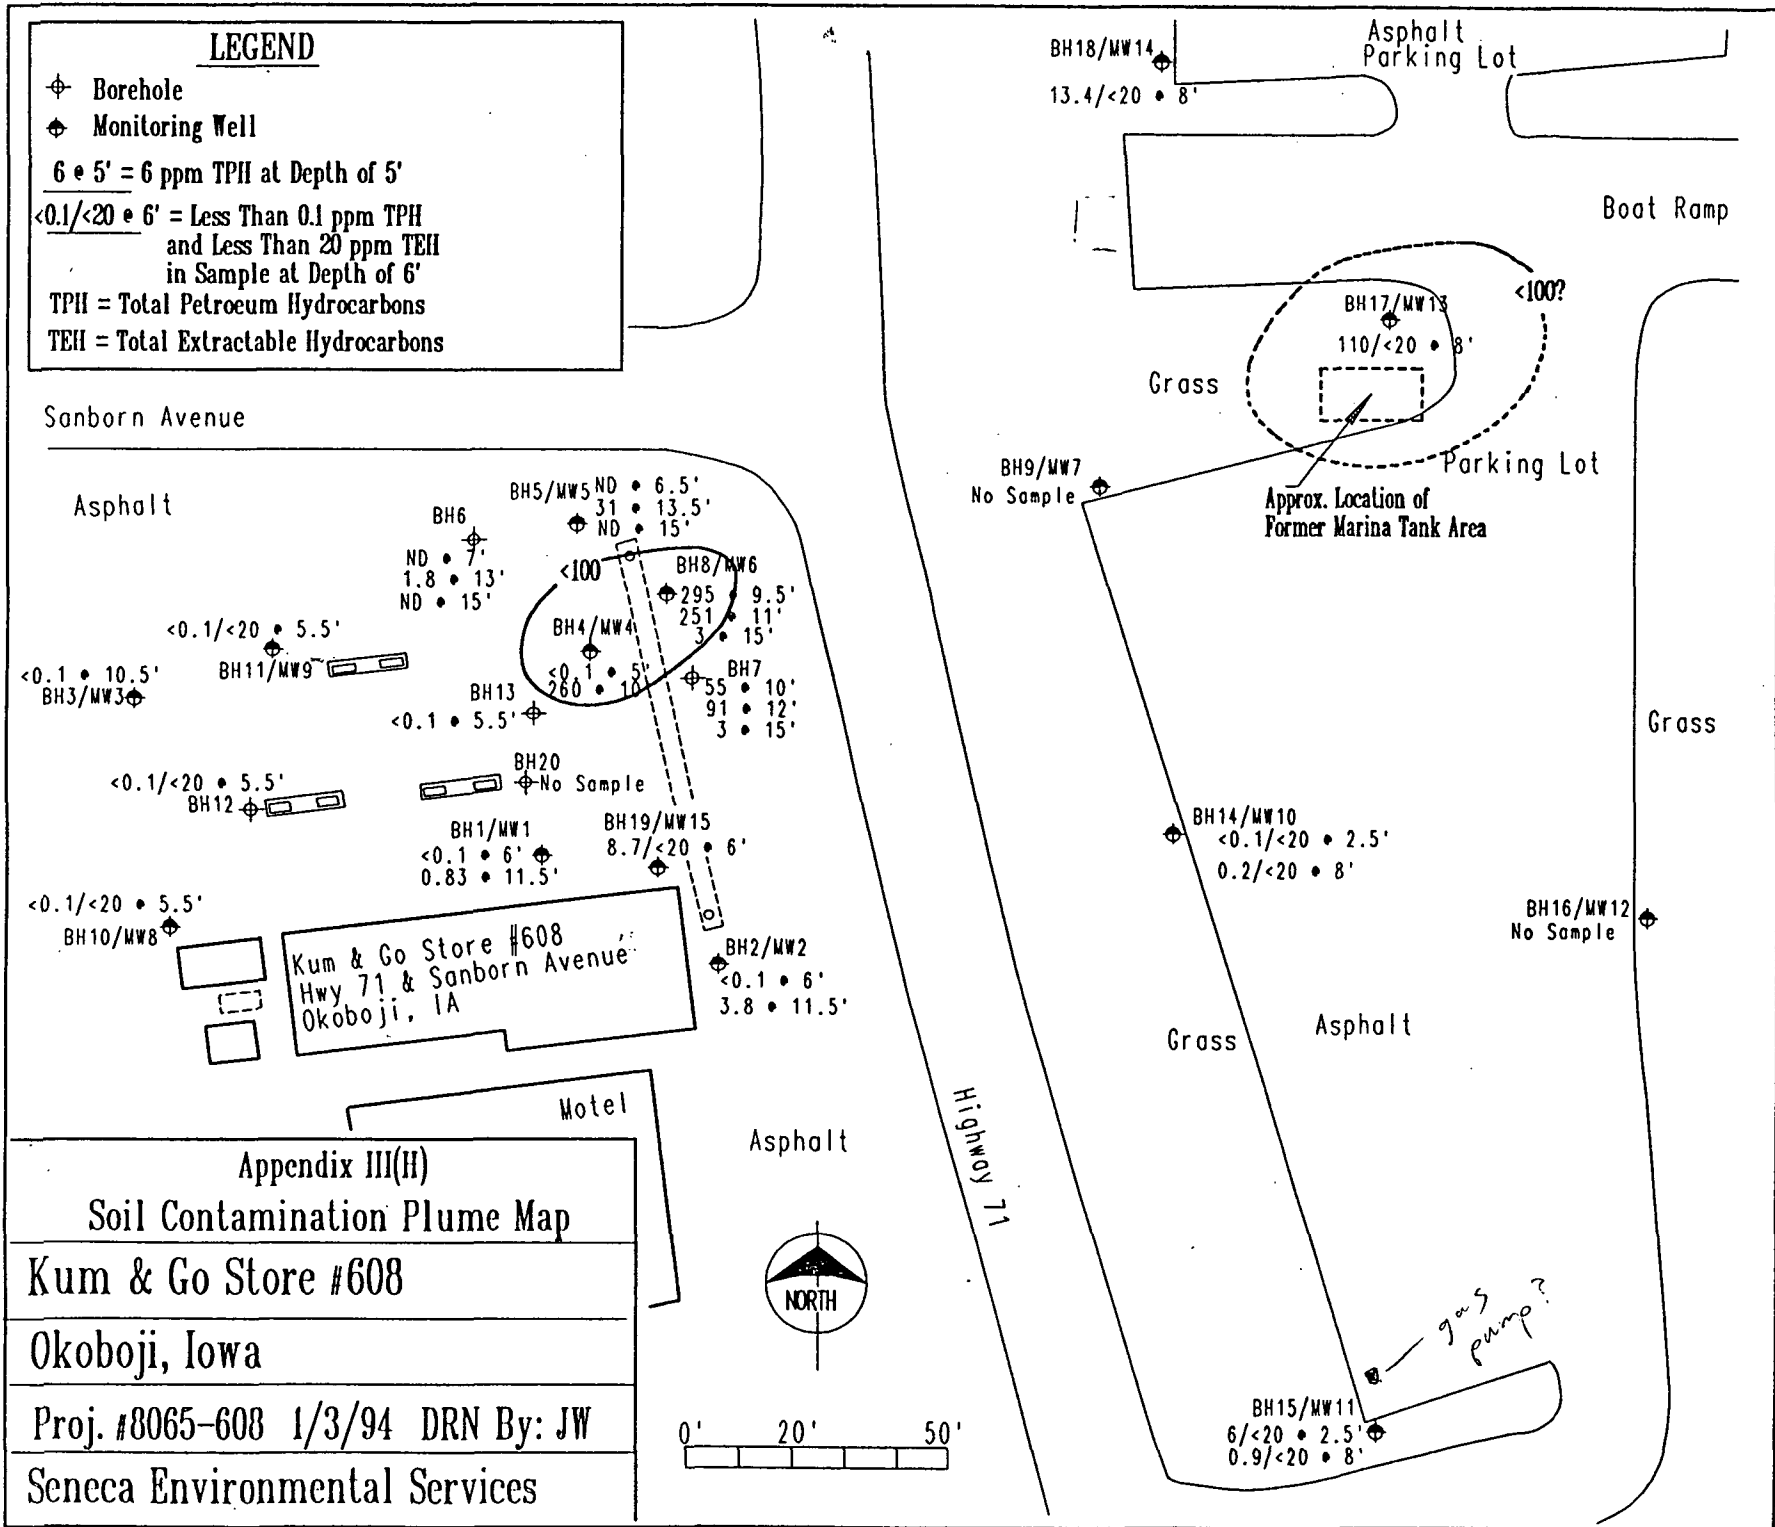 LEGEND
Borehole
Monitoring Well
6 @ 5' = 6 ppm TPH at Depth of 5'
<0.1/<20 @ 6' = Less Than 0.1 ppm TPH
and Less Than 20 ppm TEH
in Sample at Depth of 6'
TPH = Total Petroeum Hydrocarbons
TEH = Total Extractable Hydrocarbons
BH18/MW14
13.4/<20 • 8'
Asphalt
Parking Lot
Boat Ramp
<100?
BH17/MW13
110/<20 • 8'
Grass
Parking Lot
Approx. Location of
Former Marina Tank Area
BH9/MW7
No Sample
Sanborn Avenue
Asphalt
BH5/MW5
ND • 6.5'
31 • 13.5'
ND • 15'
BH6
ND • 7'
1.8 • 13'
ND • 15'
<100
BH8/MW6
295 • 9.5'
251 • 11'
3 • 15'
BH4/MW4
<0.1 • 5'
260 • 10'
<0.1/<20 • 5.5'
BH11/MW9
<0.1 • 10.5'
BH3/MW3
BH13
<0.1 • 5.5'
BH7
55 • 10'
91 • 12'
3 • 15'
<0.1/<20 • 5.5'
BH12
BH20
No Sample
BH1/MW1
<0.1 • 6'
0.83 • 11.5'
BH19/MW15
8.7/<20 • 6'
<0.1/<20 • 5.5'
BH10/MW8
Kum & Go Store #608
Hwy 71 & Sanborn Avenue
Okoboji, IA
BH2/MW2
<0.1 • 6'
3.8 • 11.5'
Grass
BH14/MW10
<0.1/<20 • 2.5'
0.2/<20 • 8'
BH16/MW12
No Sample
Grass
Asphalt
Motel
Asphalt
Highway 71
NORTH
gas
pump?
BH15/MW11
6/<20 • 2.5'
0.9/<20 • 8'
0' 20' 50'
Appendix III(H)
Soil Contamination Plume Map
Kum & Go Store #608
Okoboji, Iowa
Proj. #8065-608 1/3/94 DRN By: JW
Seneca Environmental Services